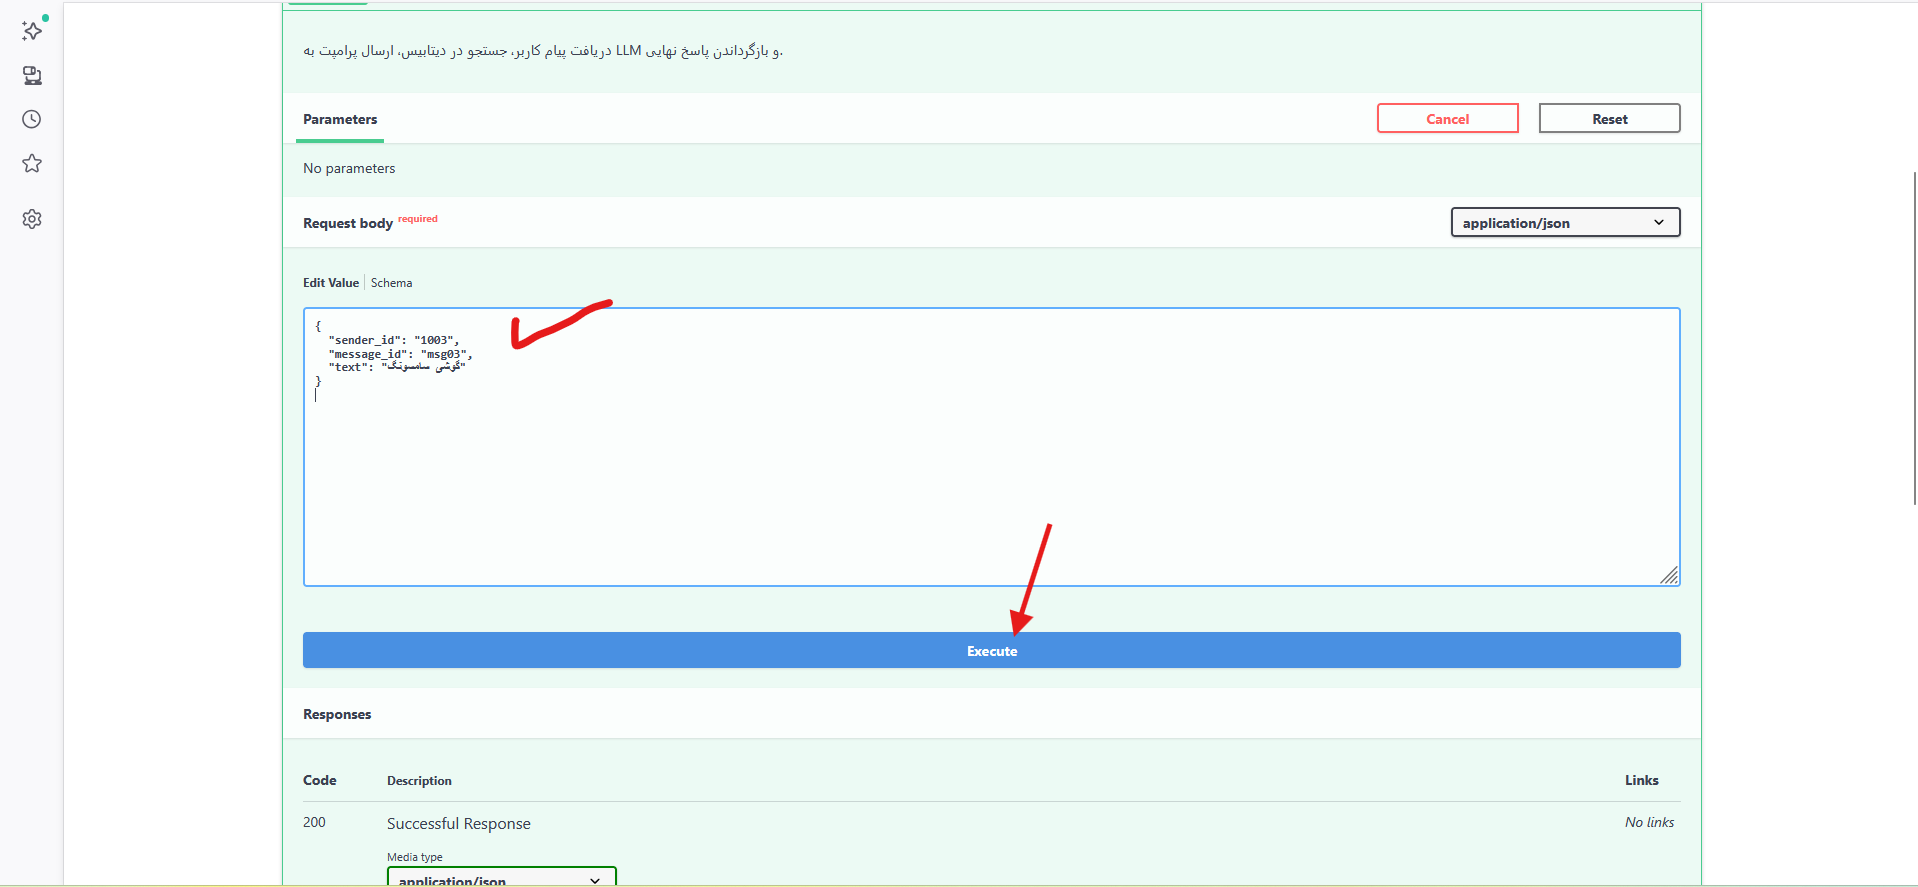 دریافت پیام کاربر، جستجو در دیتابیس، ارسال پرامپت به LLM و بازگرداندن پاسخ نهایی.
Parameters
Cancel
Reset
No parameters
Request body required
application/json
Edit Value
Schema
{
"sender_id": "1003",
"message_id": "msg03",
"text": "گوشی سامسونگ"
}
Execute
Responses
Code
Description
Links
200
Successful Response
No links
Media type
application/json